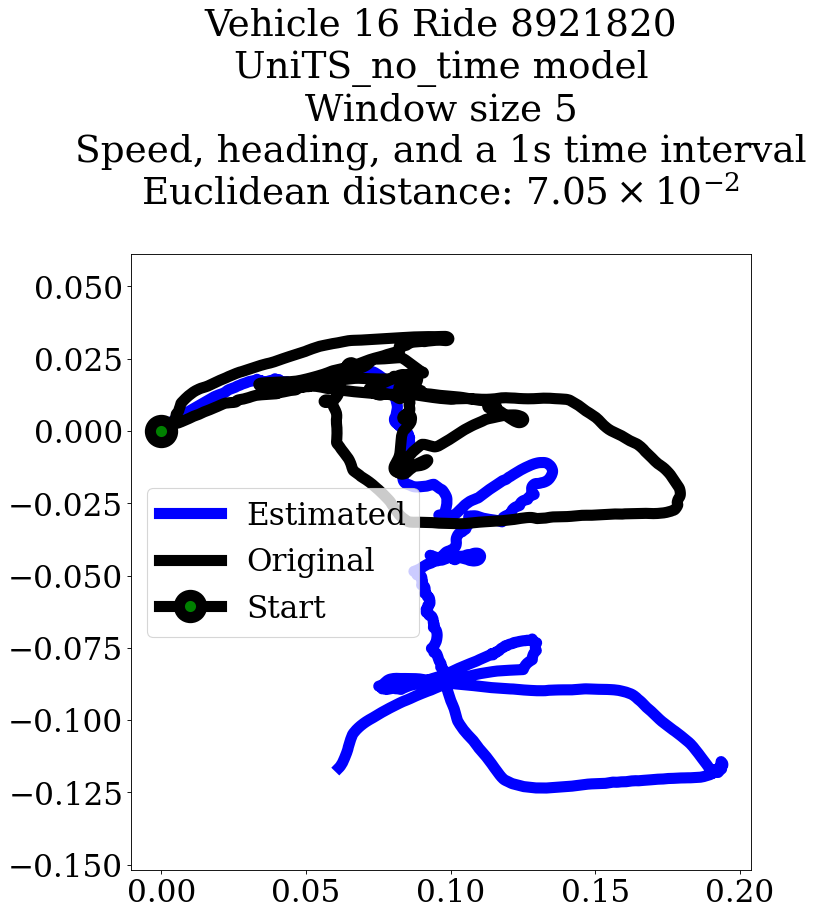 Vehicle 16 Ride 8921820
UniTS_no_time model
Window size 5
Speed, heading, and a 1s time interval
Euclidean distance: 7.05 × 10⁻²
0.050
0.025
0.000
−0.025
−0.050
−0.075
−0.100
−0.125
−0.150
Estimated
Original
Start
0.00 0.05 0.10 0.15 0.20